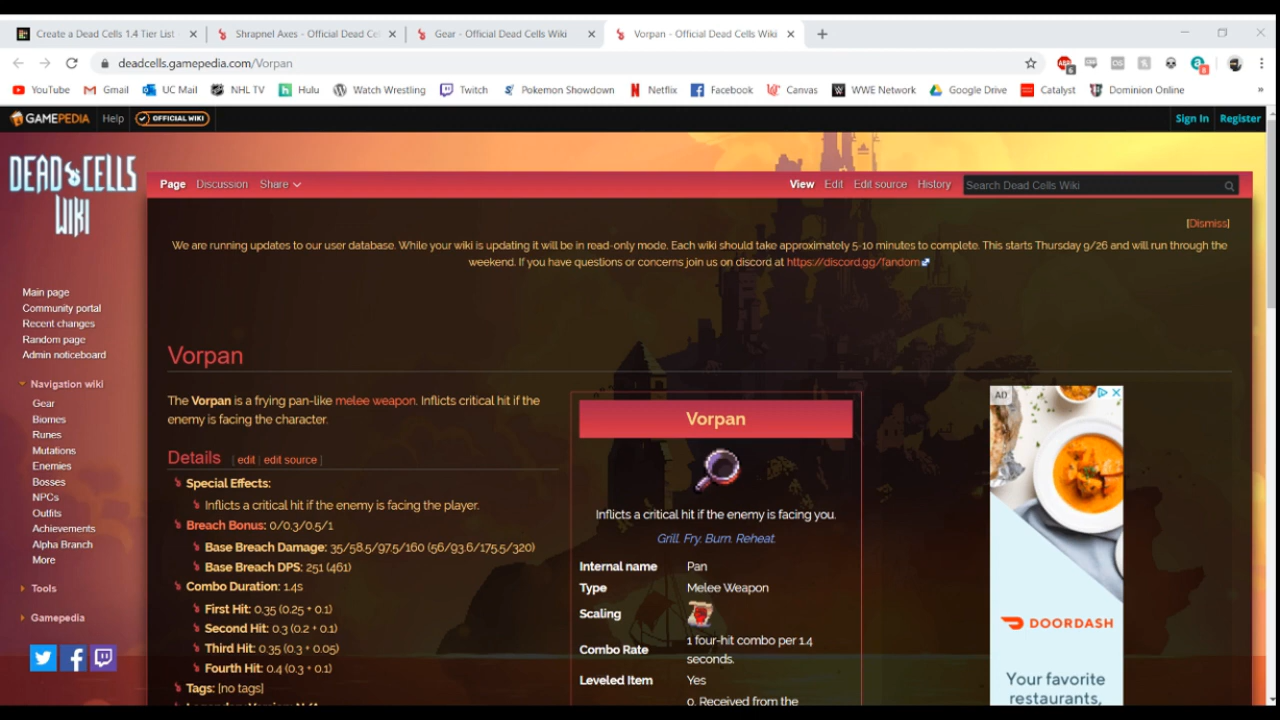 Create a Dead Cells 1.4 Tier List
Shrapnel Axes - Official Dead Cel
Gear - Official Dead Cells Wiki
Vorpan - Official Dead Cells Wiki
deadcells.gamepedia.com/Vorpan
YouTube Gmail UC Mail NHL TV Hulu Watch Wrestling Twitch Pokemon Showdown Netflix Facebook Canvas WWE Network Google Drive Catalyst Dominion Online »
GAMEPEDIA Help OFFICIAL WIKI Sign In Register
DEAD CELLS
WIKI
Page Discussion Share View Edit Edit source History Search Dead Cells Wiki
[Dismiss]
We are running updates to our user database. While your wiki is updating it will be in read-only mode. Each wiki should take approximately 5-10 minutes to complete. This starts Thursday 9/26 and will run through the
weekend. If you have questions or concerns join us on discord at https://discord.gg/fandom
Main page
Community portal
Recent changes
Random page
Admin noticeboard
Navigation wiki
Gear
Biomes
Runes
Mutations
Enemies
Bosses
NPCs
Outfits
Achievements
Alpha Branch
More
Tools
Gamepedia
Vorpan
The Vorpan is a frying pan-like melee weapon. Inflicts critical hit if the
enemy is facing the character.
Details [ edit | edit source ]
Special Effects:
Inflicts a critical hit if the enemy is facing the player.
Breach Bonus: 0/0.3/0.5/1
Base Breach Damage: 35/58.5/97.5/160 (56/93.6/175.5/320)
Base Breach DPS: 251 (461)
Combo Duration: 1.4s
First Hit: 0.35 (0.25 + 0.1)
Second Hit: 0.3 (0.2 + 0.1)
Third Hit: 0.35 (0.3 + 0.05)
Fourth Hit: 0.4 (0.3 + 0.1)
Tags: [no tags]
Vorpan
Inflicts a critical hit if the enemy is facing you.
Grill. Fry. Burn. Reheat.
Internal name Pan
Type Melee Weapon
Scaling
Combo Rate 1 four-hit combo per 1.4
seconds.
Leveled Item Yes
0. Received from the
AD
DOORDASH
Your favorite
restaurants,